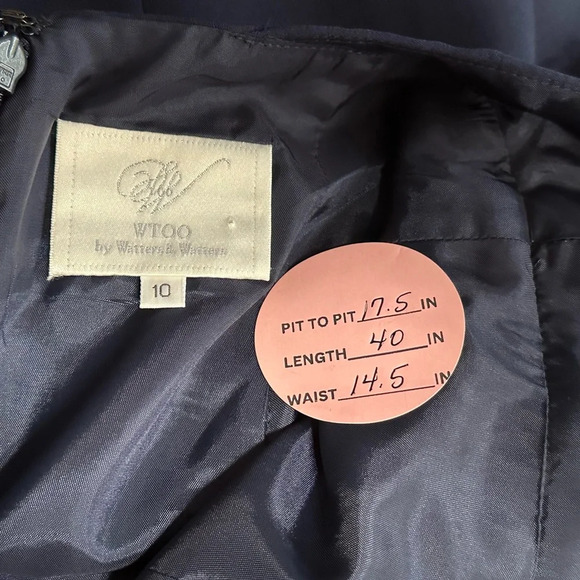 WTOO
by Watters & Watters
10
PIT TO PIT 17.5 IN
LENGTH 40 IN
WAIST 14.5 IN